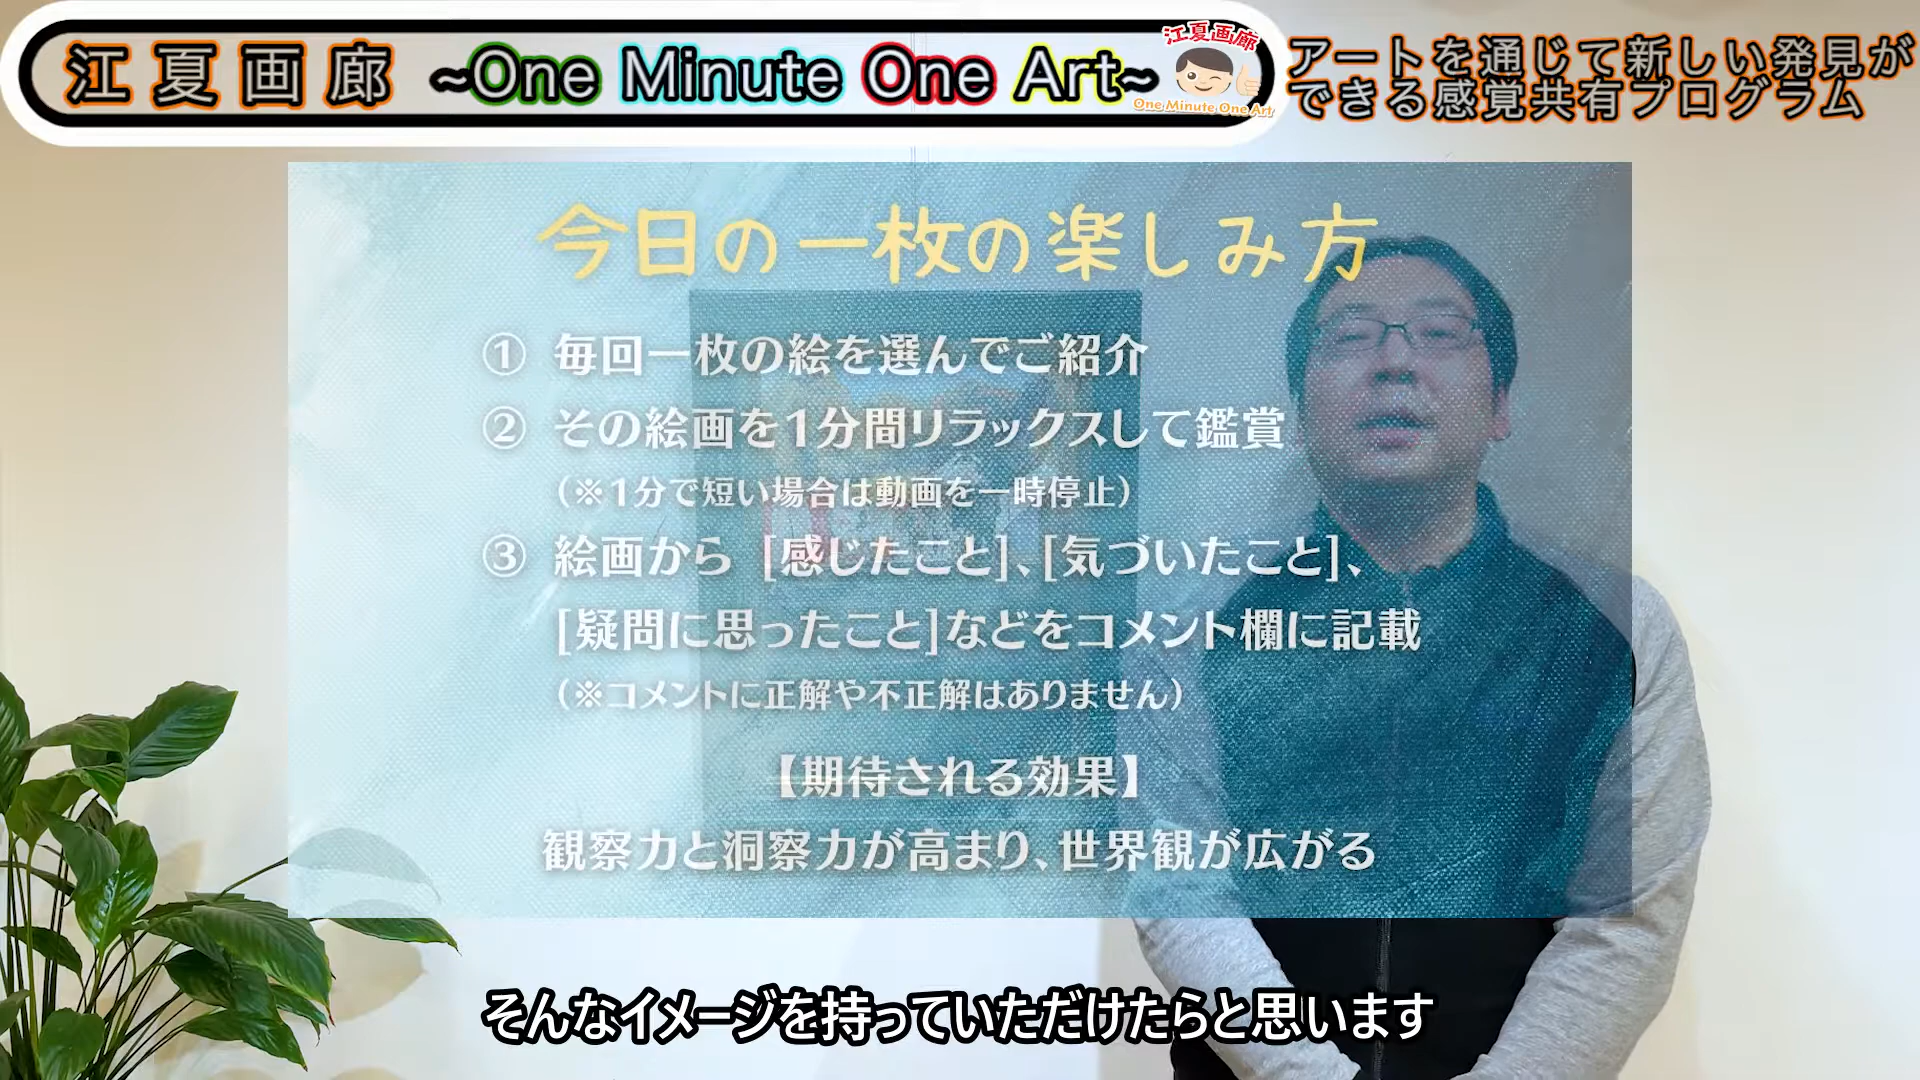 江夏画廊 ~One Minute One Art~
江夏画廊
One Minute One Art
アートを通じて新しい発見が
できる感覚共有プログラム
今日の一枚の楽しみ方
① 毎回一枚の絵を選んでご紹介
② その絵画を1分間リラックスして鑑賞
（※1分で短い場合は動画を一時停止）
③ 絵画から [感じたこと]、[気づいたこと]、
[疑問に思ったこと]などをコメント欄に記載
（※コメントに正解や不正解はありません）
【期待される効果】
観察力と洞察力が高まり、世界観が広がる
そんなイメージを持っていただけたらと思います